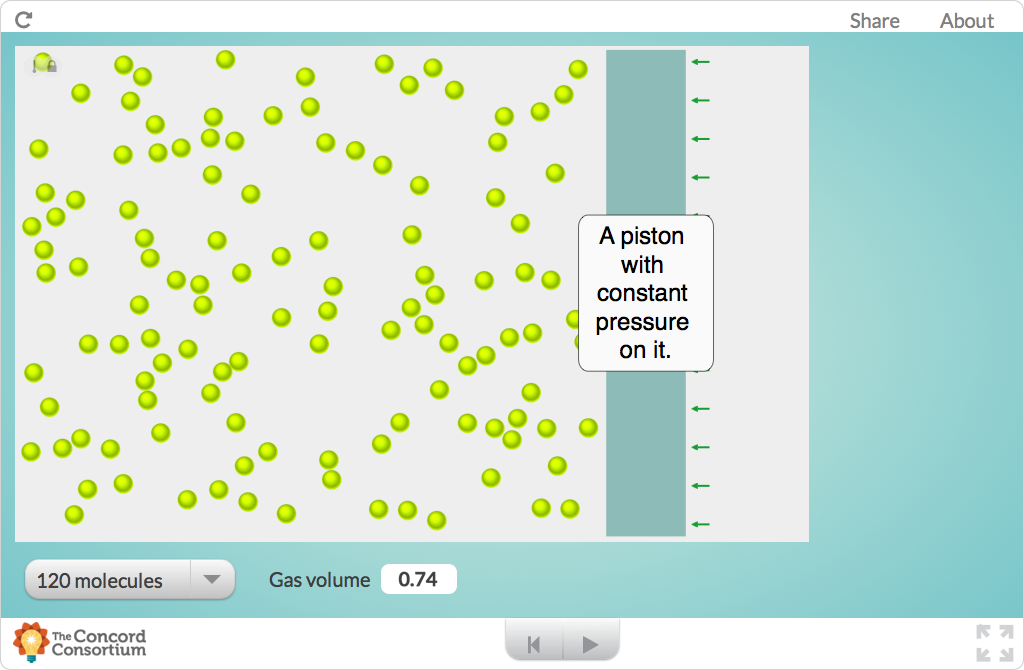 Share About
A piston
with
constant
pressure
on it.
120 molecules
Gas volume 0.74
The Concord
Consortium